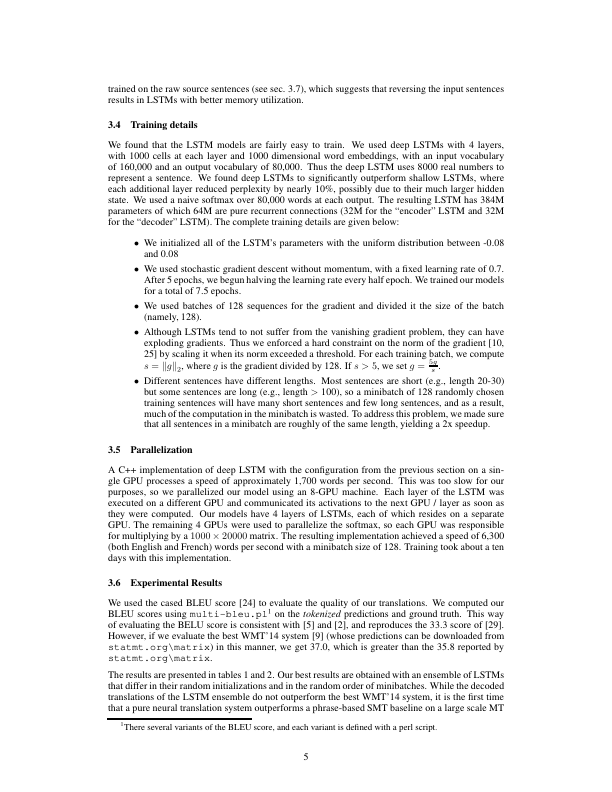 trained on the raw source sentences (see sec. 3.7), which suggests that reversing the input sentences
results in LSTMs with better memory utilization.
3.4 Training details
We found that the LSTM models are fairly easy to train. We used deep LSTMs with 4 layers,
with 1000 cells at each layer and 1000 dimensional word embeddings, with an input vocabulary
of 160,000 and an output vocabulary of 80,000. Thus the deep LSTM uses 8000 real numbers to
represent a sentence. We found deep LSTMs to significantly outperform shallow LSTMs, where
each additional layer reduced perplexity by nearly 10%, possibly due to their much larger hidden
state. We used a naive softmax over 80,000 words at each output. The resulting LSTM has 384M
parameters of which 64M are pure recurrent connections (32M for the “encoder” LSTM and 32M
for the “decoder” LSTM). The complete training details are given below:
• We initialized all of the LSTM’s parameters with the uniform distribution between -0.08
and 0.08
• We used stochastic gradient descent without momentum, with a fixed learning rate of 0.7.
After 5 epochs, we begun halving the learning rate every half epoch. We trained our models
for a total of 7.5 epochs.
• We used batches of 128 sequences for the gradient and divided it the size of the batch
(namely, 128).
• Although LSTMs tend to not suffer from the vanishing gradient problem, they can have
exploding gradients. Thus we enforced a hard constraint on the norm of the gradient [10,
25] by scaling it when its norm exceeded a threshold. For each training batch, we compute
s = ‖g‖₂, where g is the gradient divided by 128. If s > 5, we set g = 5g/s.
• Different sentences have different lengths. Most sentences are short (e.g., length 20-30)
but some sentences are long (e.g., length > 100), so a minibatch of 128 randomly chosen
training sentences will have many short sentences and few long sentences, and as a result,
much of the computation in the minibatch is wasted. To address this problem, we made sure
that all sentences in a minibatch are roughly of the same length, yielding a 2x speedup.
3.5 Parallelization
A C++ implementation of deep LSTM with the configuration from the previous section on a sin-
gle GPU processes a speed of approximately 1,700 words per second. This was too slow for our
purposes, so we parallelized our model using an 8-GPU machine. Each layer of the LSTM was
executed on a different GPU and communicated its activations to the next GPU / layer as soon as
they were computed. Our models have 4 layers of LSTMs, each of which resides on a separate
GPU. The remaining 4 GPUs were used to parallelize the softmax, so each GPU was responsible
for multiplying by a 1000 × 20000 matrix. The resulting implementation achieved a speed of 6,300
(both English and French) words per second with a minibatch size of 128. Training took about a ten
days with this implementation.
3.6 Experimental Results
We used the cased BLEU score [24] to evaluate the quality of our translations. We computed our
BLEU scores using multi-bleu.pl¹ on the tokenized predictions and ground truth. This way
of evaluating the BELU score is consistent with [5] and [2], and reproduces the 33.3 score of [29].
However, if we evaluate the best WMT’14 system [9] (whose predictions can be downloaded from
statmt.org\matrix) in this manner, we get 37.0, which is greater than the 35.8 reported by
statmt.org\matrix.
The results are presented in tables 1 and 2. Our best results are obtained with an ensemble of LSTMs
that differ in their random initializations and in the random order of minibatches. While the decoded
translations of the LSTM ensemble do not outperform the best WMT’14 system, it is the first time
that a pure neural translation system outperforms a phrase-based SMT baseline on a large scale MT
¹There several variants of the BLEU score, and each variant is defined with a perl script.
5